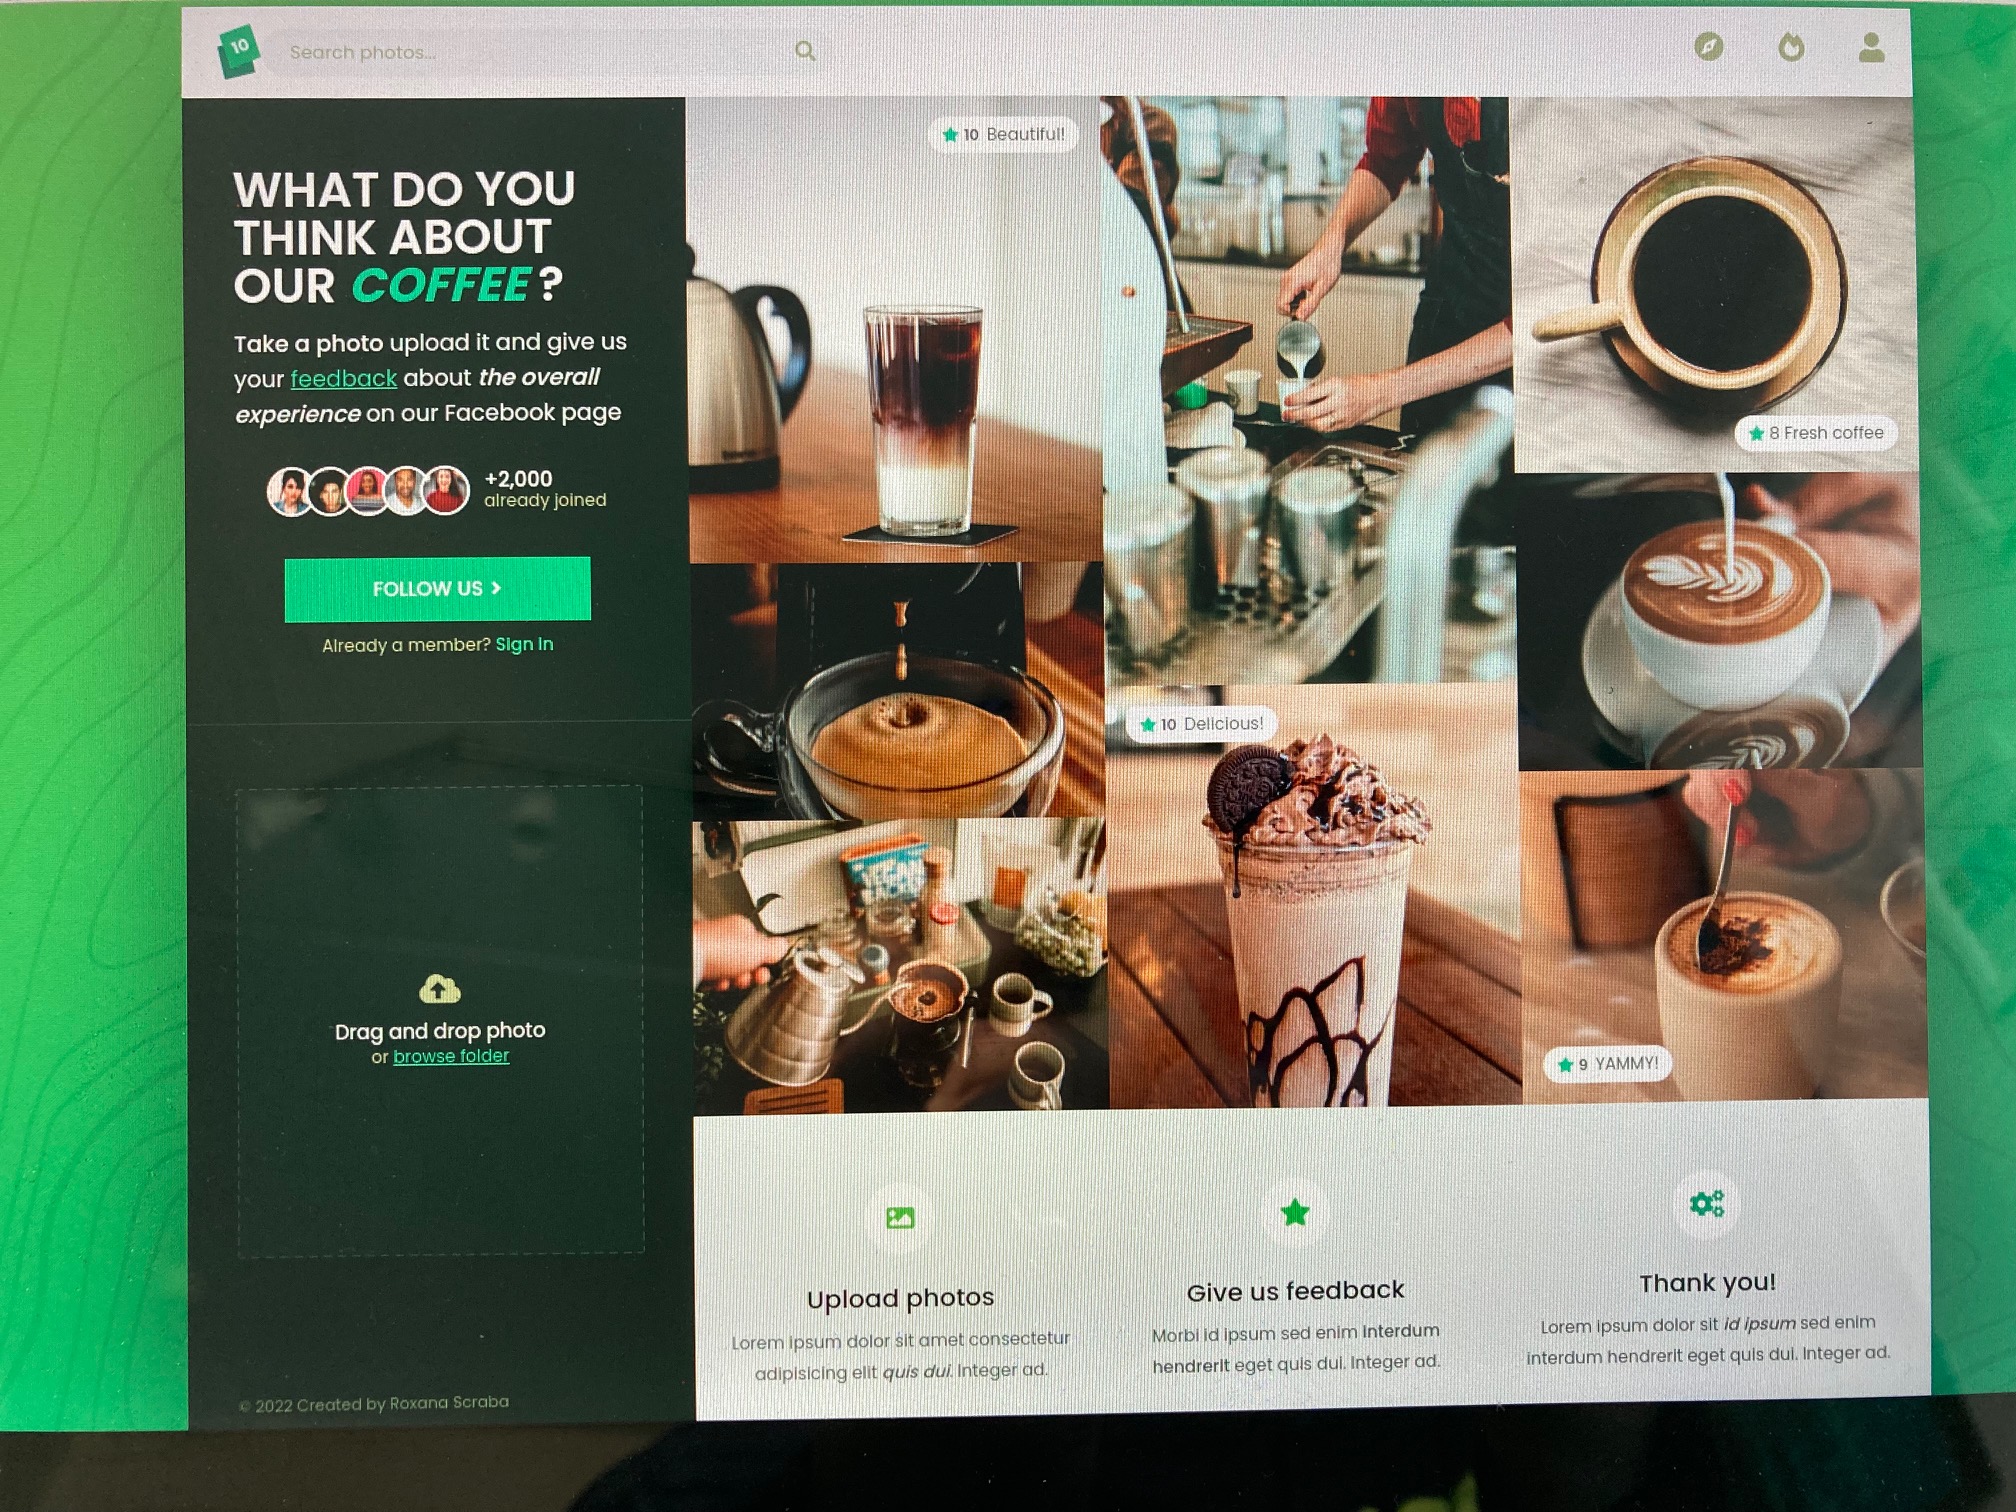 10
Search photos...
WHAT DO YOU
THINK ABOUT
OUR COFFEE?
Take a photo upload it and give us
your feedback about the overall
experience on our Facebook page
+2,000
already joined
FOLLOW US >
Already a member? Sign In
Drag and drop photo
or browse folder
© 2022 Created by Roxana Scraba
10 Beautiful!
8 Fresh coffee
10 Delicious!
9 YAMMY!
Upload photos
Lorem ipsum dolor sit amet consectetur
adipisicing elit quis dui. Integer ad.
Give us feedback
Morbi id ipsum sed enim Interdum
hendrerit eget quis dui. Integer ad.
Thank you!
Lorem ipsum dolor sit id ipsum sed enim
interdum hendrerit eget quis dui. Integer ad.